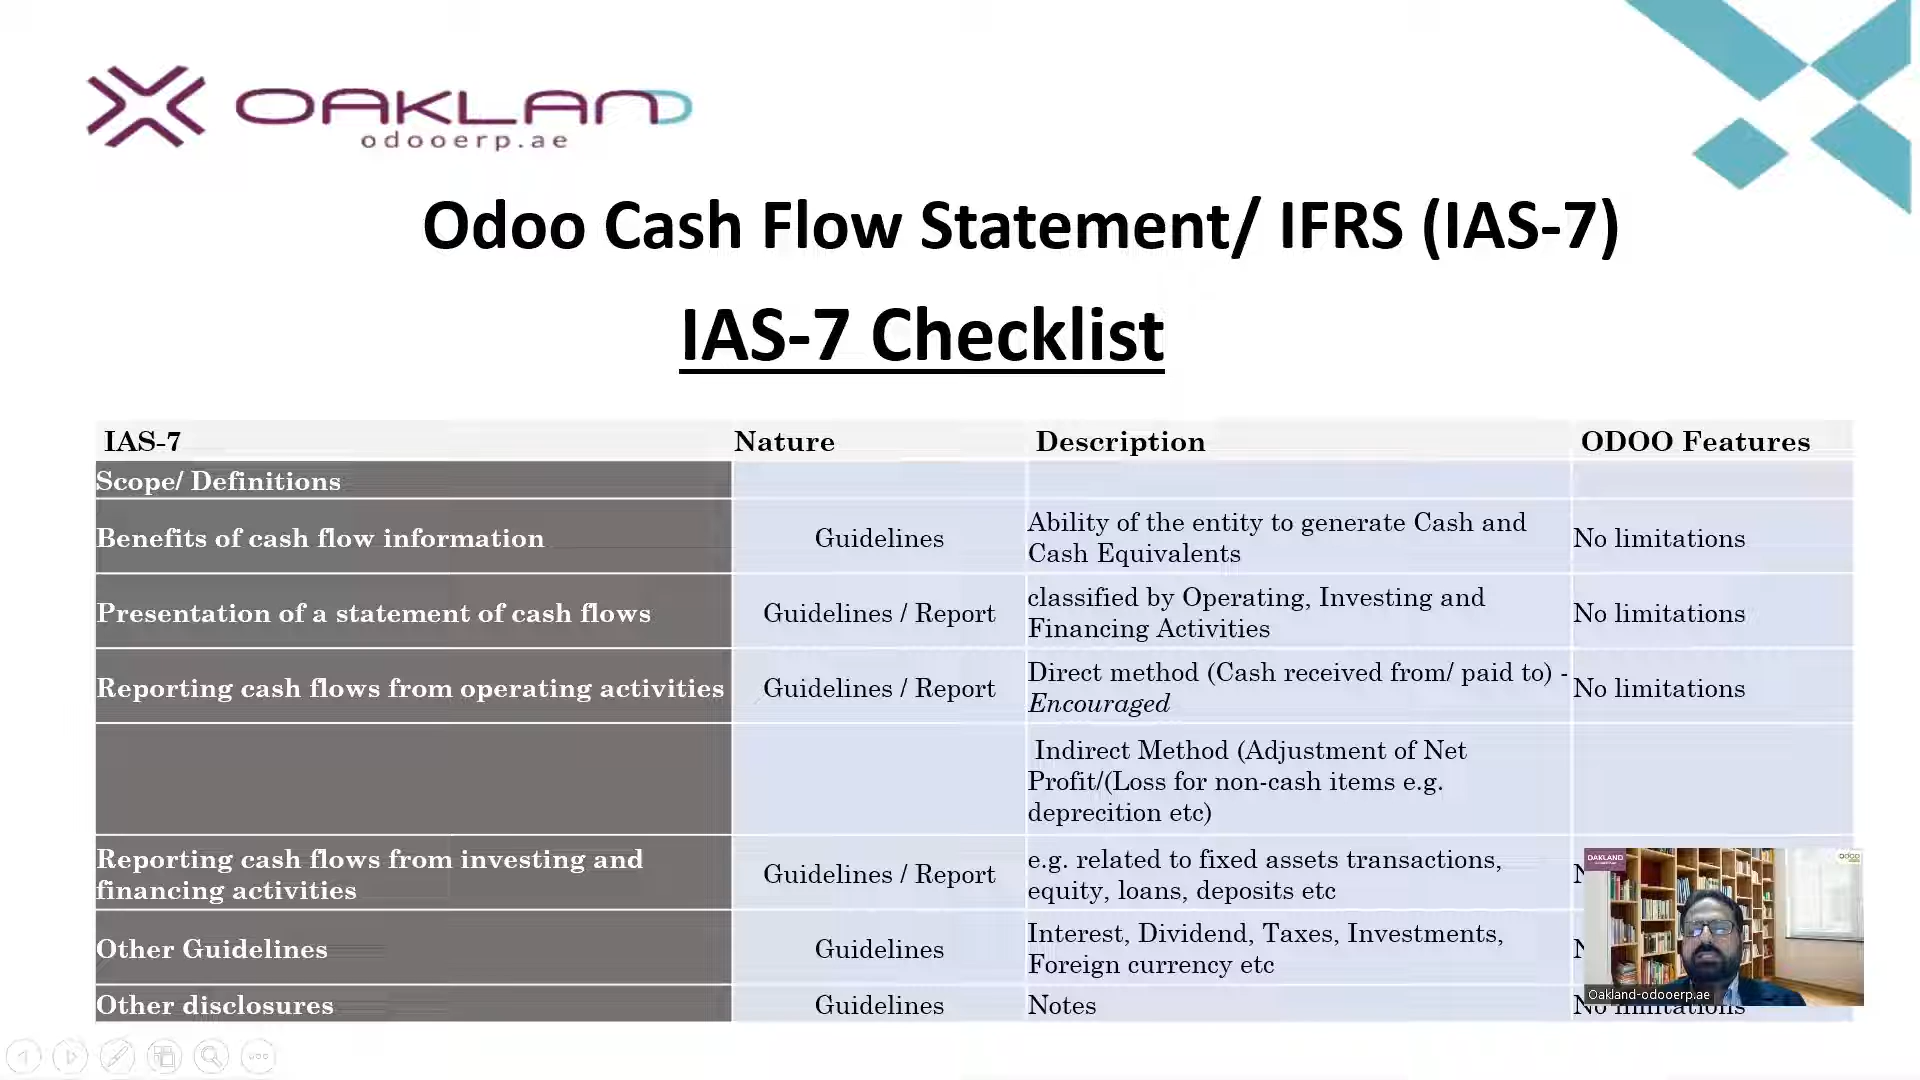 OAKLAND
odooerp.ae
Odoo Cash Flow Statement/ IFRS (IAS-7)
IAS-7 Checklist
IAS-7 Nature Description ODOO Features
Scope/ Definitions
Benefits of cash flow information Guidelines Ability of the entity to generate Cash and
Cash Equivalents No limitations
Presentation of a statement of cash flows Guidelines / Report classified by Operating, Investing and
Financing Activities No limitations
Reporting cash flows from operating activities Guidelines / Report Direct method (Cash received from/ paid to) -
Encouraged No limitations
Indirect Method (Adjustment of Net
Profit/(Loss for non-cash items e.g.
deprecition etc)
Reporting cash flows from investing and
financing activities Guidelines / Report e.g. related to fixed assets transactions,
equity, loans, deposits etc
Other Guidelines Guidelines Interest, Dividend, Taxes, Investments,
Foreign currency etc
Other disclosures Guidelines Notes No limitations
OAKLAND
odoo
Oakland-odooerp.ae